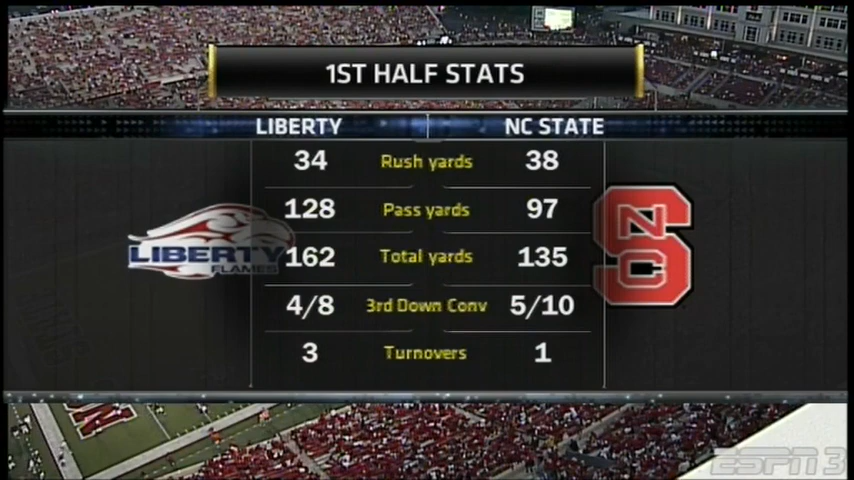 1ST HALF STATS
LIBERTY NC STATE
34 Rush yards 38
128 Pass yards 97
LIBERTY
FLAMES
162 Total yards 135
NCS
4/8 3rd Down Conv 5/10
3 Turnovers 1
ESPN3